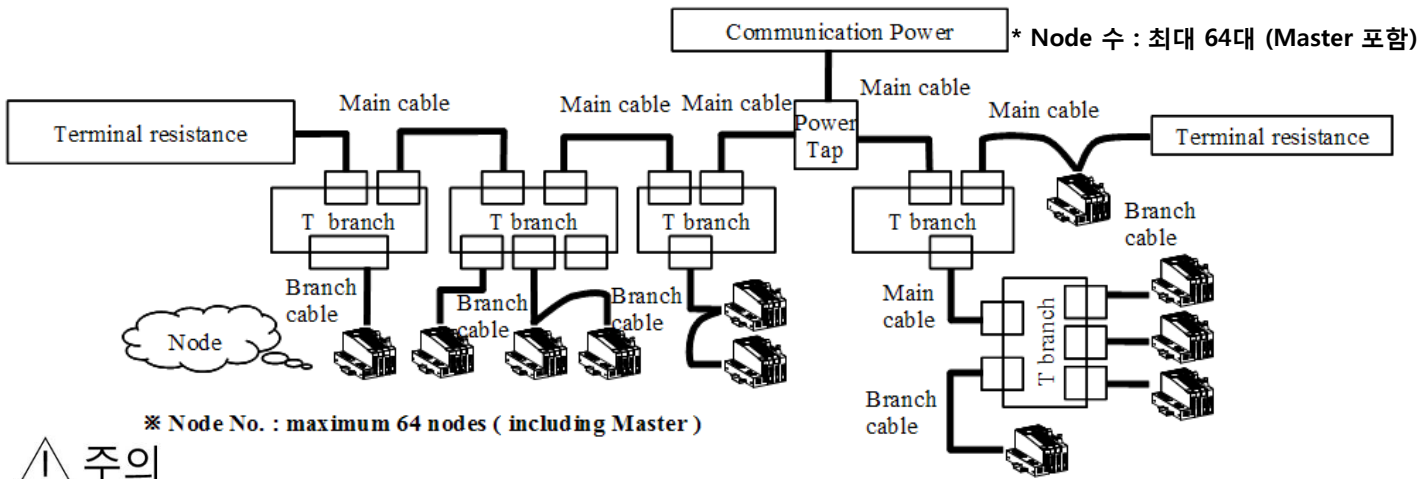 Communication Power
* Node 수 : 최대 64대 (Master 포함)
Main cable
Main cable
Main cable
Main cable
Main cable
Terminal resistance
Power
Tap
Terminal resistance
T branch
T branch
T branch
T branch
Branch
cable
Branch
cable
Branch
cable
Branch
cable
Main
cable
T branch
Node
Branch
cable
※ Node No. : maximum 64 nodes ( including Master )
주의